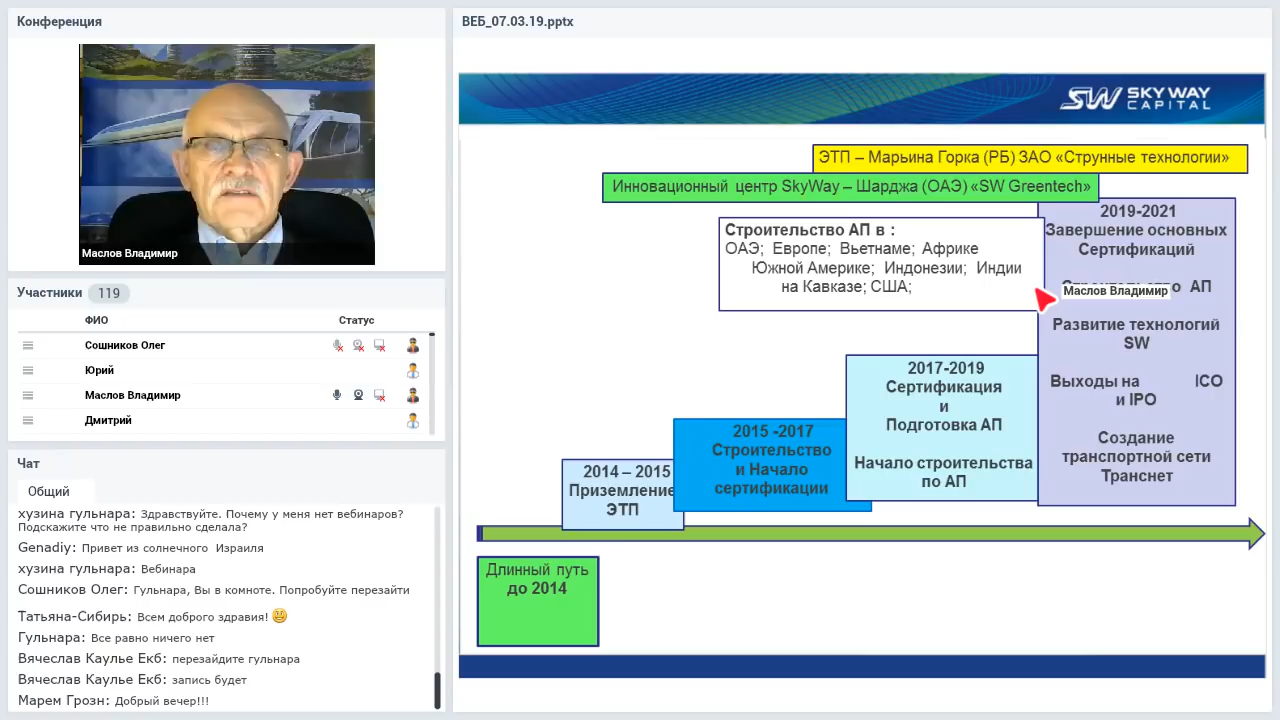 Конференция
Маслов Владимир
Участники 119
ФИО Статус
Сошников Олег
Юрий
Маслов Владимир
Дмитрий
Чат
Общий
хузина гульнара: Здравствуйте. Почему у меня нет вебинаров?
Подскажите что не правильно сделала?
Genadiy: Привет из солнечного Израиля
хузина гульнара: Вебинара
Сошников Олег: Гульнара, Вы в комноте. Попробуйте перезайти
Татьяна-Сибирь: Всем доброго здравия!
Гульнара: Все равно ничего нет
Вячеслав Каулье Екб: перезайдите гульнара
Вячеслав Каулье Екб: запись будет
Марем Грозн: Добрый вечер!!!
ВЕБ_07.03.19.pptx
SW SKY WAY
CAPITAL
ЭТП – Марьина Горка (РБ) ЗАО «Струнные технологии»
Инновационный центр SkyWay – Шарджа (ОАЭ) «SW Greentech»
Строительство АП в :
ОАЭ; Европе; Вьетнаме; Африке
Южной Америке; Индонезии; Индии
на Кавказе; США;
2019-2021
Завершение основных
Сертификаций
АП
Маслов Владимир
Развитие технологий
SW
Выходы на ICO
и IPO
Создание
транспортной сети
Транснет
2017-2019
Сертификация
и
Подготовка АП
Начало строительства
по АП
2015 -2017
Строительство
и Начало
сертификации
2014 – 2015
Приземление
ЭТП
Длинный путь
до 2014